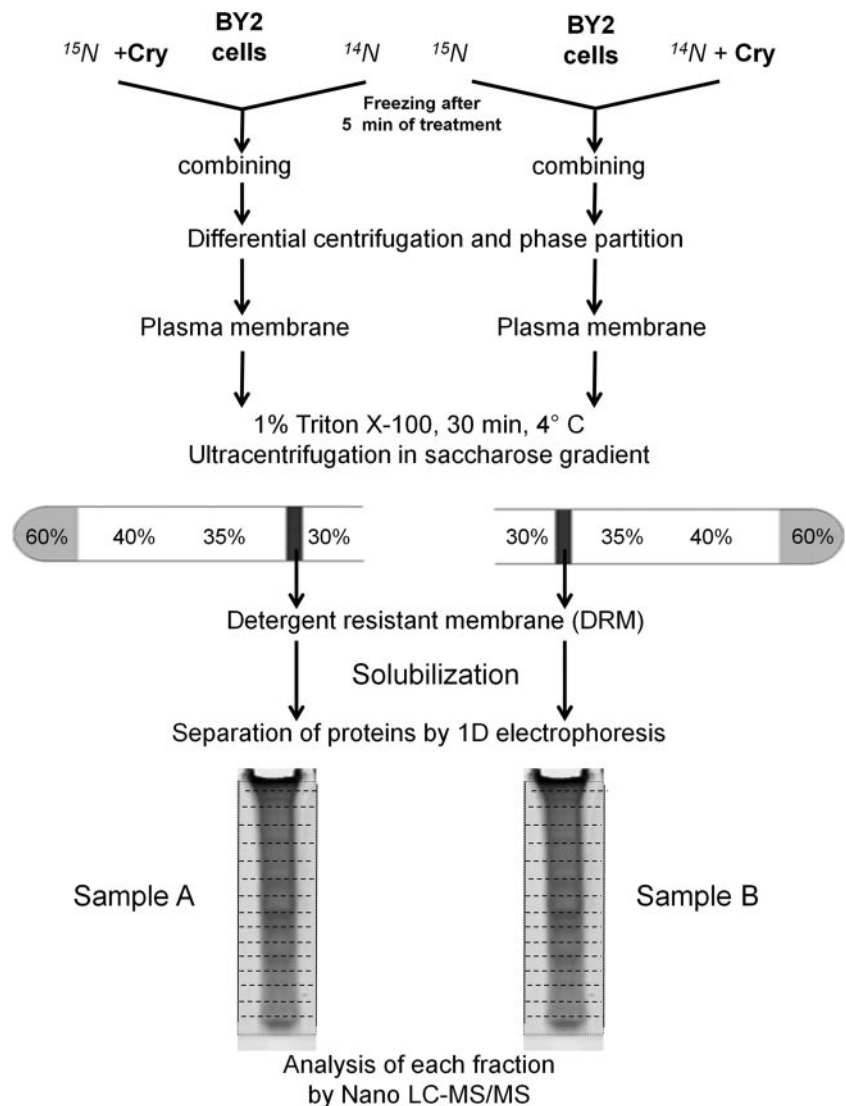 BY2 cells
BY2 cells
15N +Cry
14N
15N
14N + Cry
Freezing after
5 min of treatment
combining
combining
Differential centrifugation and phase partition
Plasma membrane
Plasma membrane
1% Triton X-100, 30 min, 4° C
Ultracentrifugation in saccharose gradient
60% 40% 35% 30%
30% 35% 40% 60%
Detergent resistant membrane (DRM)
Solubilization
Separation of proteins by 1D electrophoresis
Sample A
Sample B
Analysis of each fraction
by Nano LC-MS/MS